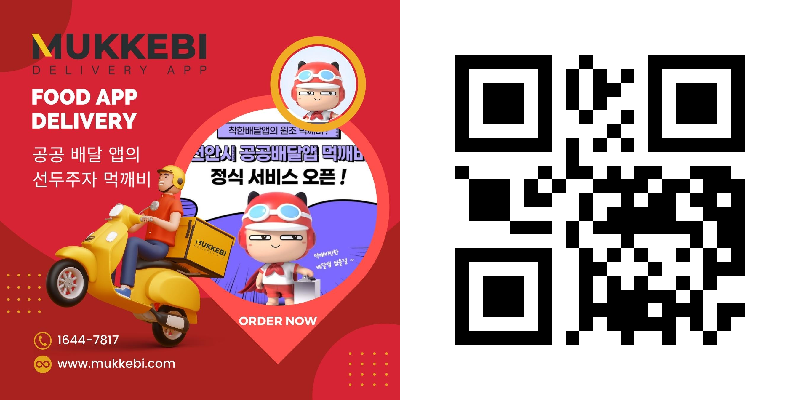 MUKKEBI
DELIVERY APP
FOOD APP
DELIVERY
공공 배달 앱의
선두주자 먹깨비
착한배달앱의 원조 먹깨비!
천안시 공공배달앱 먹깨비
정식 서비스 오픈 !
MUKKEBI
ORDER NOW
1644-7817
www.mukkebi.com